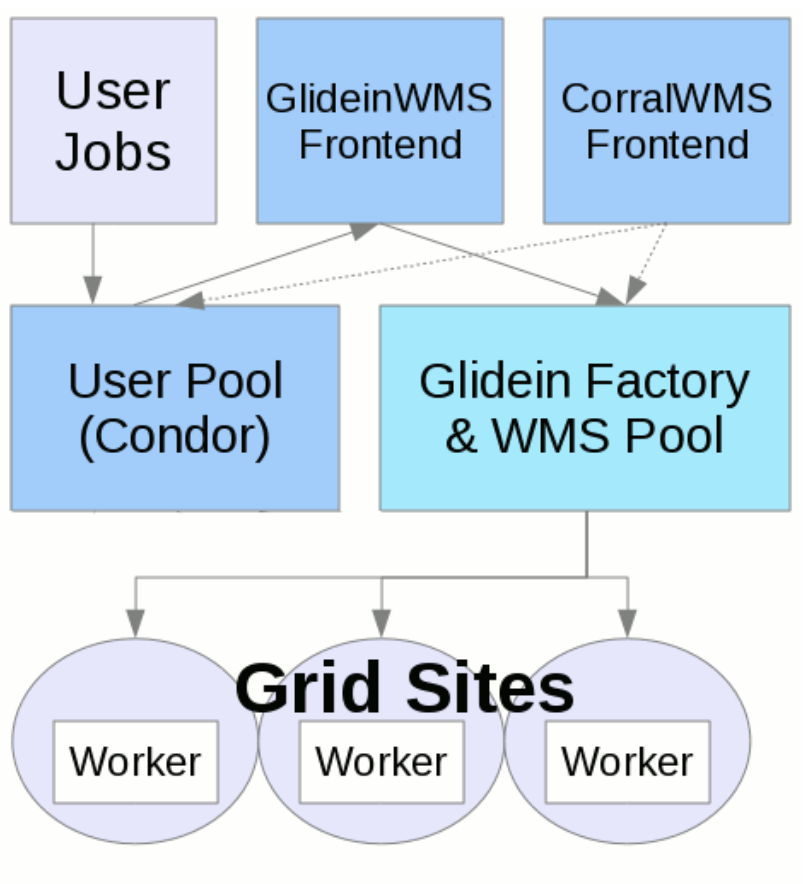 User
Jobs
GlideinWMS
Frontend
CorralWMS
Frontend
User Pool
(Condor)
Glidein Factory
& WMS Pool
Grid Sites
Worker
Worker
Worker